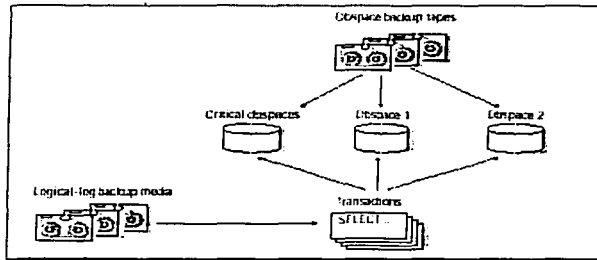 Dbspace backup tapes
Critical dbspaces
Dbspace 1
Dbspace 2
Logical-log backup media
Transactions
SELECT...